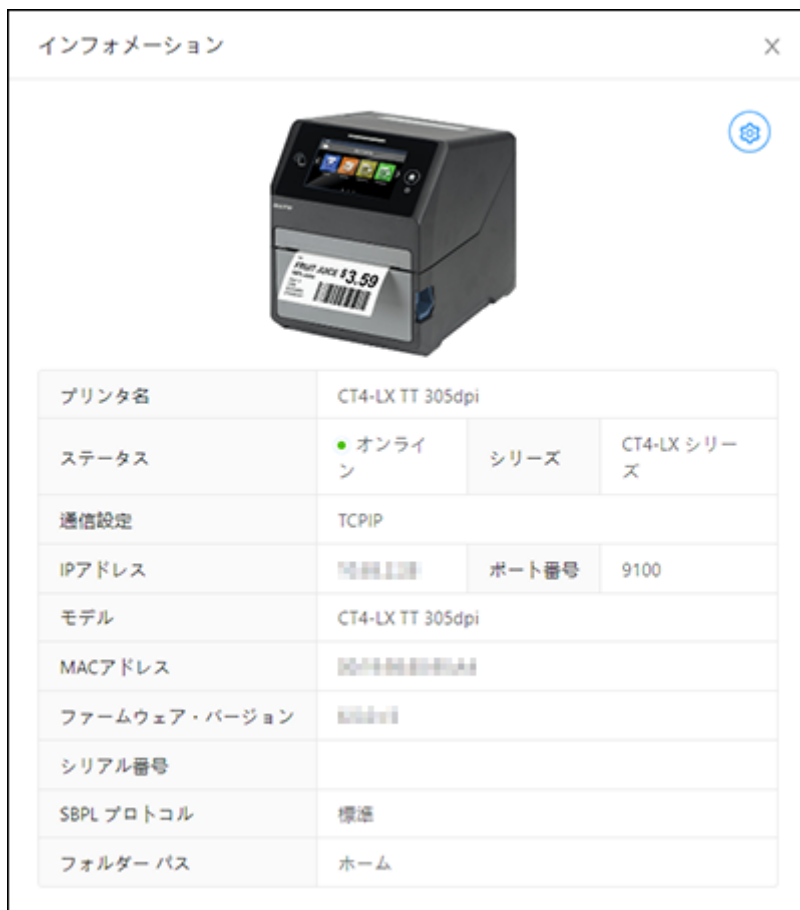 インフォメーション
FRUIT JUICE $3.59
プリンタ名 CT4-LX TT 305dpi
ステータス オンライ
ン シリーズ CT4-LX シリー
ズ
通信設定 TCPIP
IPアドレス ポート番号 9100
モデル CT4-LX TT 305dpi
MACアドレス
ファームウェア・バージョン
シリアル番号
SBPL プロトコル 標準
フォルダー パス ホーム